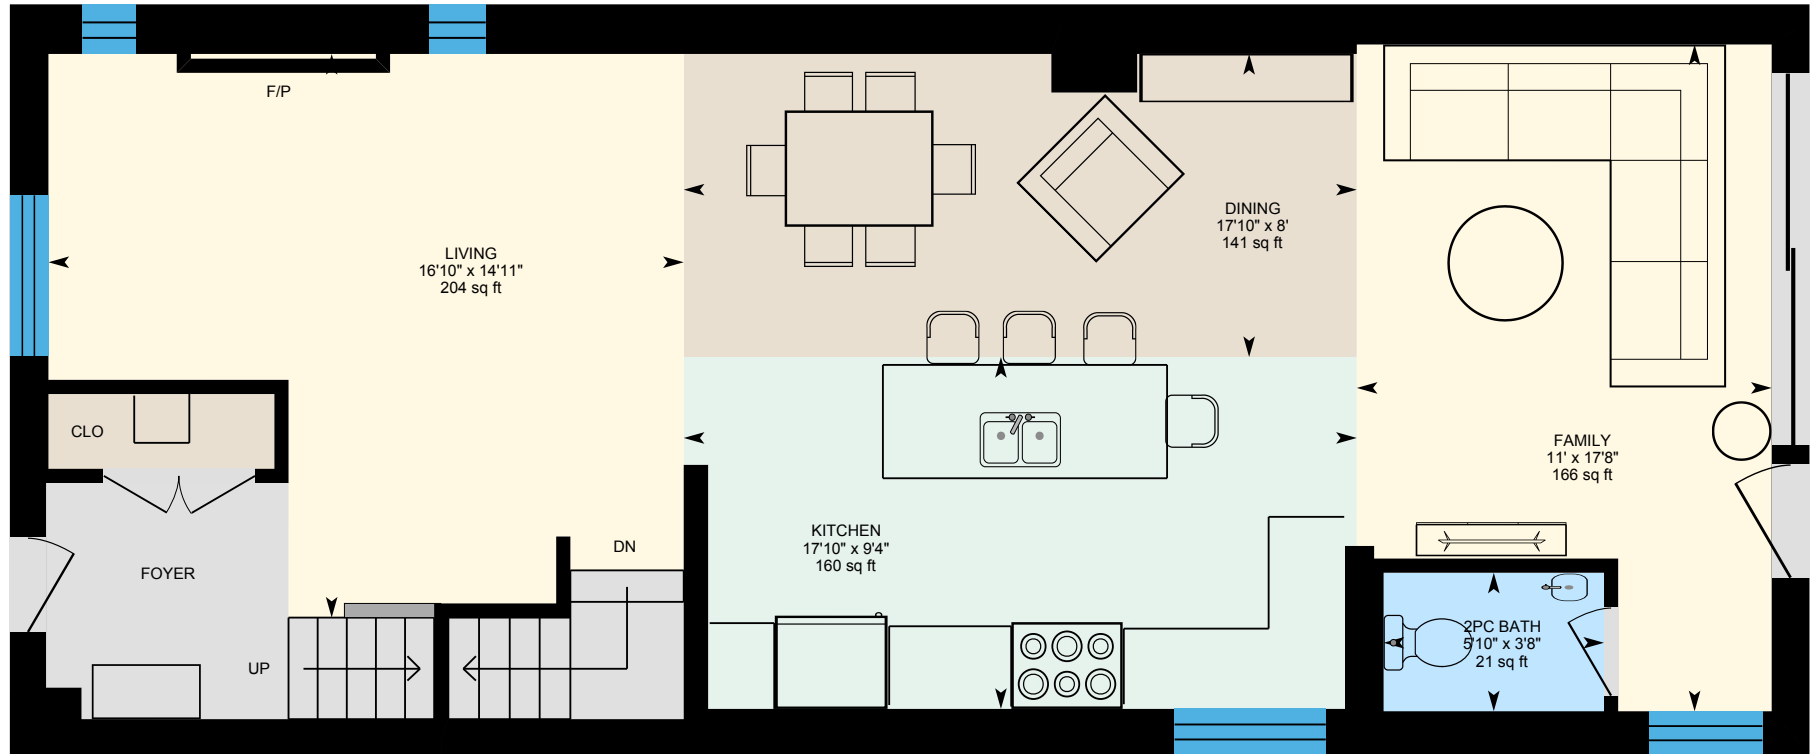 F/P
LIVING
16'10" x 14'11"
204 sq ft
DINING
17'10" x 8'
141 sq ft
CLO
FOYER
UP
DN
KITCHEN
17'10" x 9'4"
160 sq ft
FAMILY
11' x 17'8"
166 sq ft
2PC BATH
5'10" x 3'8"
21 sq ft